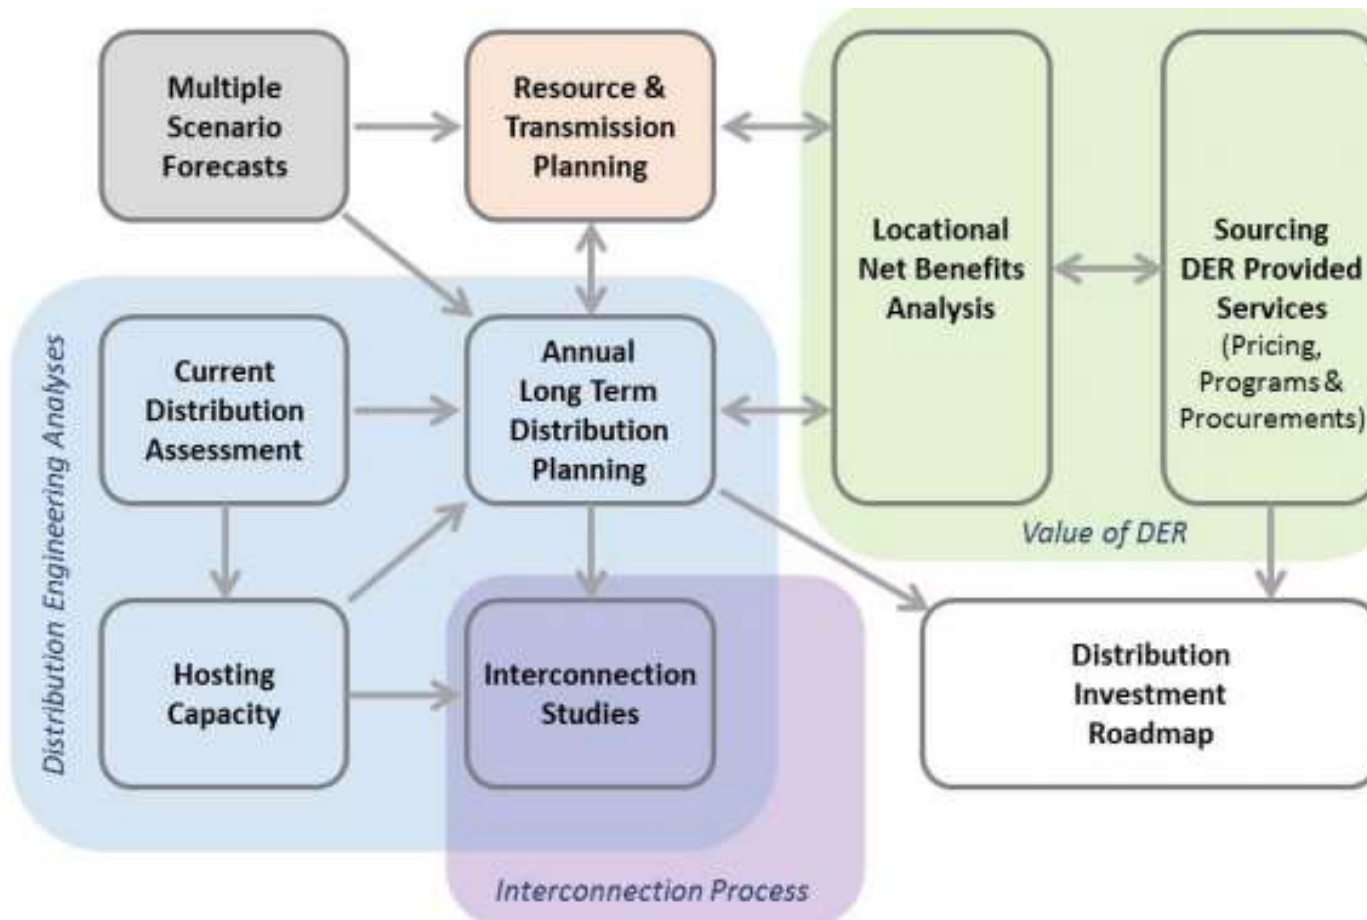 Multiple
Scenario
Forecasts
Resource &
Transmission
Planning
Locational
Net Benefits
Analysis
Sourcing
DER Provided
Services
(Pricing,
Programs &
Procurements)
Value of DER
Distribution Engineering Analyses
Current
Distribution
Assessment
Annual
Long Term
Distribution
Planning
Hosting
Capacity
Interconnection
Studies
Interconnection Process
Distribution
Investment
Roadmap